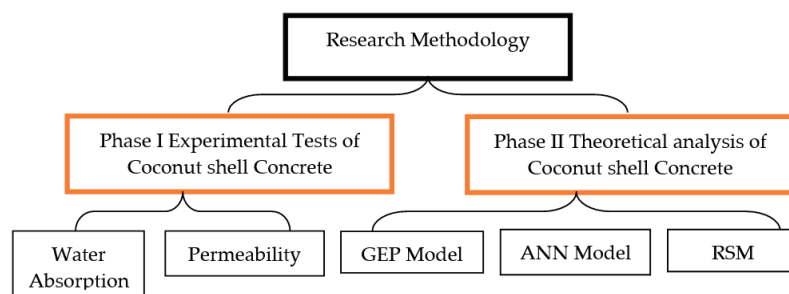 Research Methodology
Phase I Experimental Tests of
Coconut shell Concrete
Phase II Theoretical analysis of
Coconut shell Concrete
Water
Absorption
Permeability
GEP Model
ANN Model
RSM